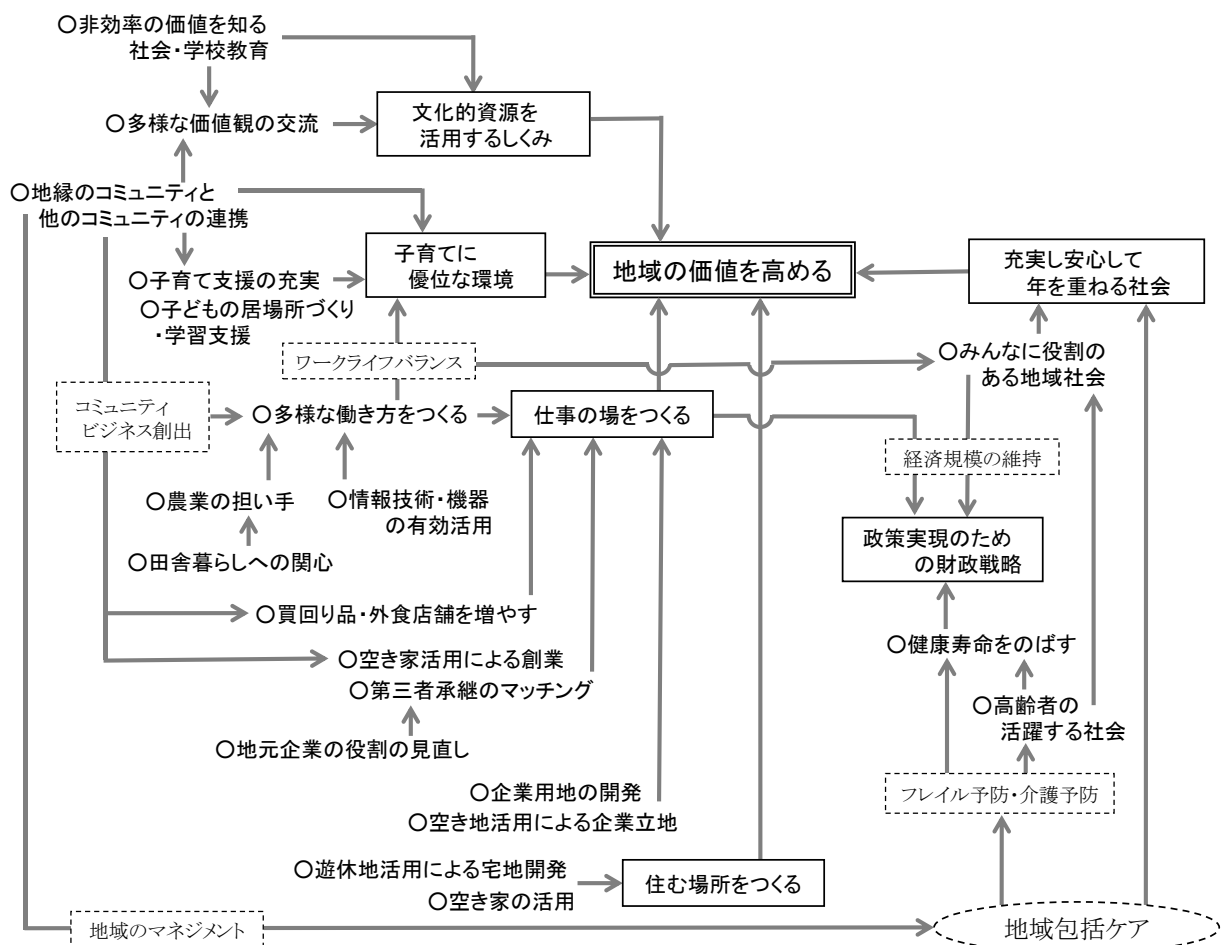 ○非効率の価値を知る
社会・学校教育
○多様な価値観の交流
文化的資源を
活用するしくみ
○地縁のコミュニティと
他のコミュニティの連携
子育てに
優位な環境
地域の価値を高める
充実し安心して
年を重ねる社会
○子育て支援の充実
○子どもの居場所づくり
・学習支援
ワークライフバランス
○みんなに役割の
ある地域社会
コミュニティ
ビジネス創出
○多様な働き方をつくる
仕事の場をつくる
経済規模の維持
○農業の担い手
○情報技術・機器
の有効活用
○田舎暮らしへの関心
政策実現のため
の財政戦略
○買回り品・外食店舗を増やす
○健康寿命をのばす
○空き家活用による創業
○第三者承継のマッチング
○高齢者の
活躍する社会
○地元企業の役割の見直し
○企業用地の開発
○空き地活用による企業立地
フレイル予防・介護予防
○遊休地活用による宅地開発
○空き家の活用
住む場所をつくる
地域のマネジメント
地域包括ケア